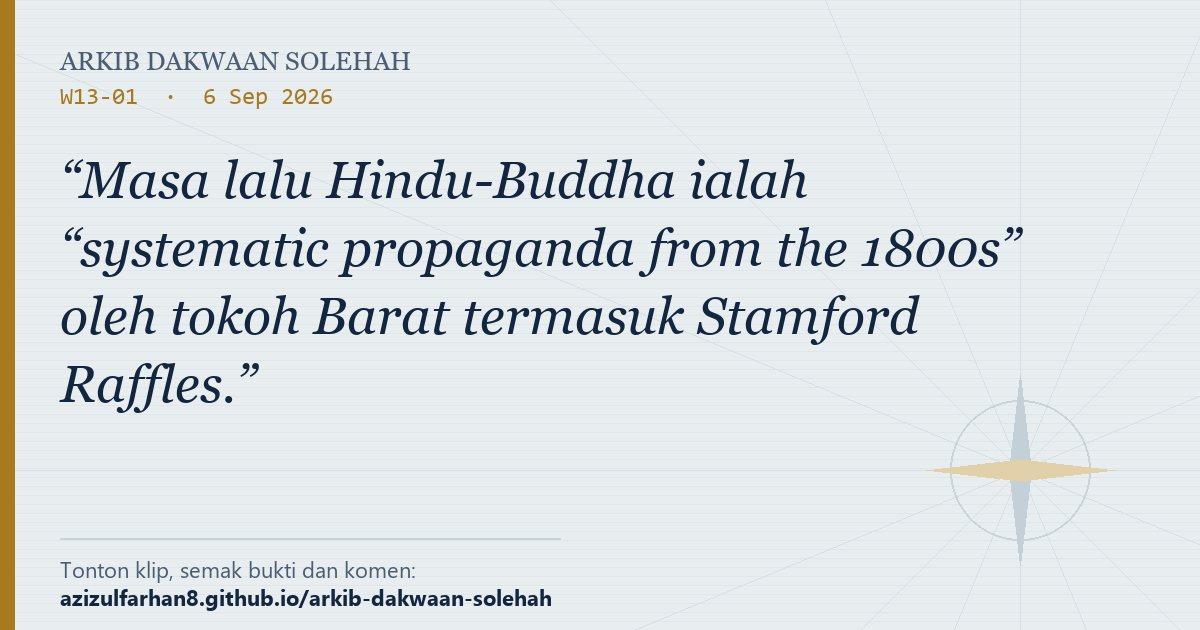 ARKIB DAKWAAN SOLEHAH
W13-01 · 6 Sep 2026
“Masa lalu Hindu-Buddha ialah
“systematic propaganda from the 1800s”
oleh tokoh Barat termasuk Stamford
Raffles.”
Tonton klip, semak bukti dan komen:
azizulfarhan8.github.io/arkib-dakwaan-solehah